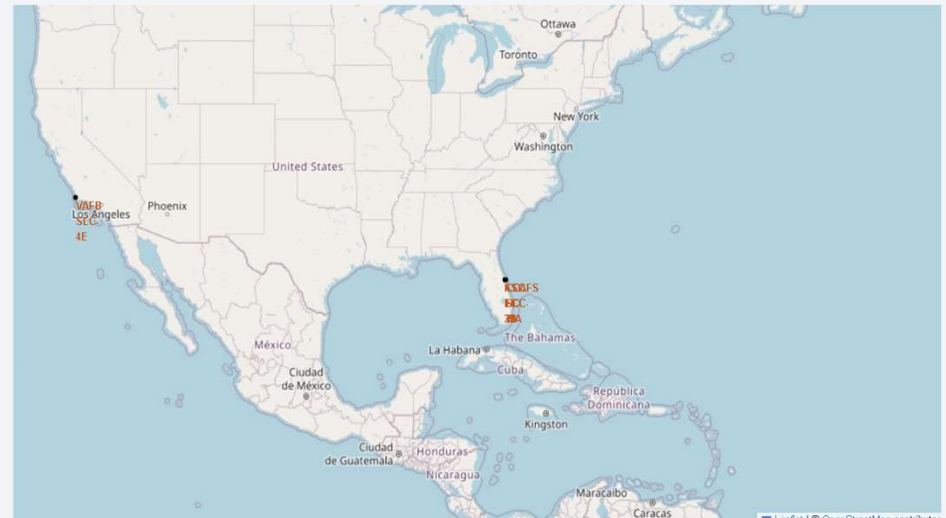 Ottawa
Toronto
New York
Washington
United States
Phoenix
VAFB
Los Angeles
SLC-
4E
The Bahamas
La Habana
México
Cuba
Ciudad
de México
República
Dominicana
Kingston
Ciudad
de Guatemala
Honduras
Nicaragua
Maracaibo
Caracas